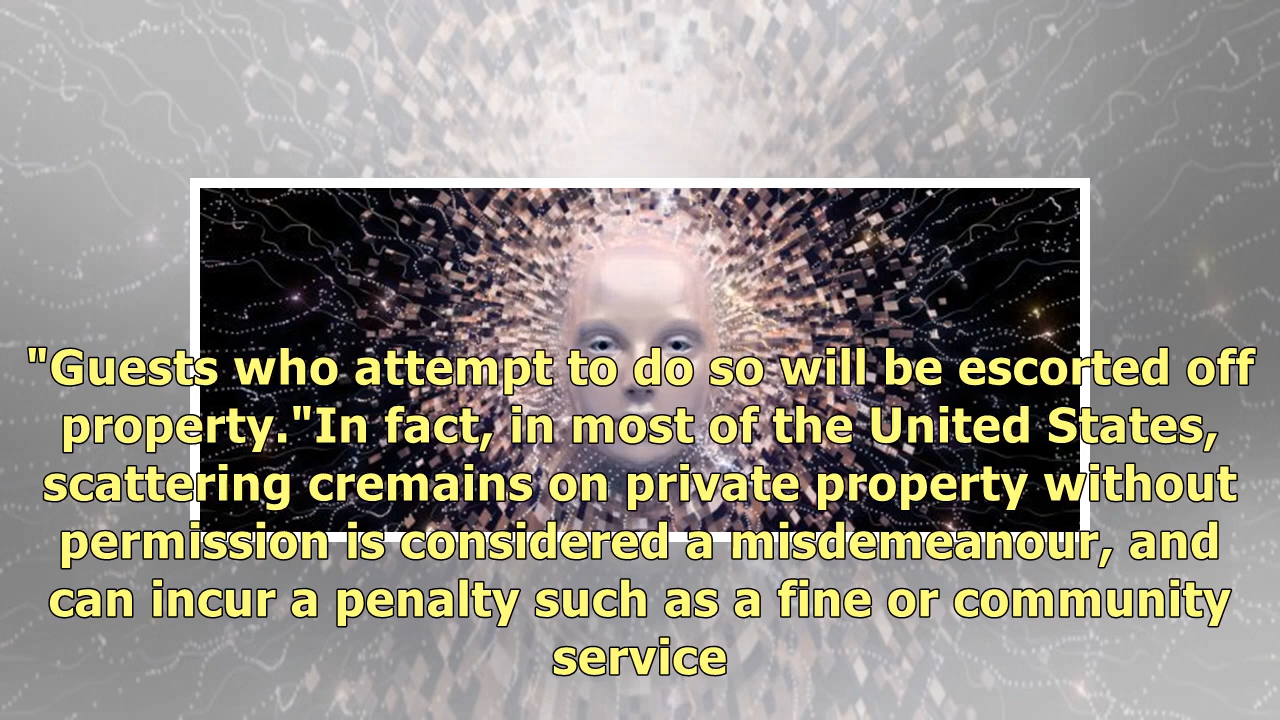 "Guests who attempt to do so will be escorted off
property."In fact, in most of the United States,
scattering cremains on private property without
permission is considered a misdemeanour, and
can incur a penalty such as a fine or community
service